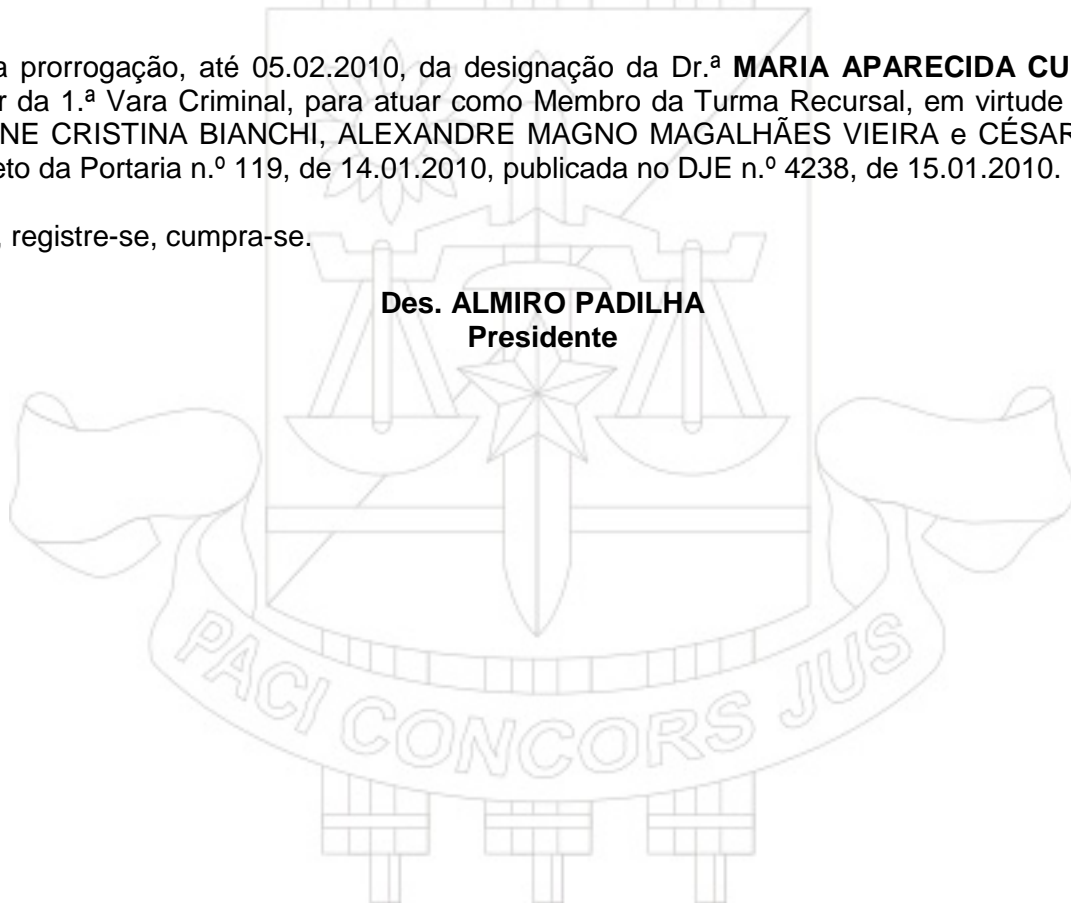 a prorrogação, até 05.02.2010, da designação da Dr.ª MARIA APARECIDA CU
r da 1.ª Vara Criminal, para atuar como Membro da Turma Recursal, em virtude
NE CRISTINA BIANCHI, ALEXANDRE MAGNO MAGALHÃES VIEIRA e CÉSAR
eto da Portaria n.º 119, de 14.01.2010, publicada no DJE n.º 4238, de 15.01.2010.
, registre-se, cumpra-se.
Des. ALMIRO PADILHA
Presidente
PACI CONCORS JUS